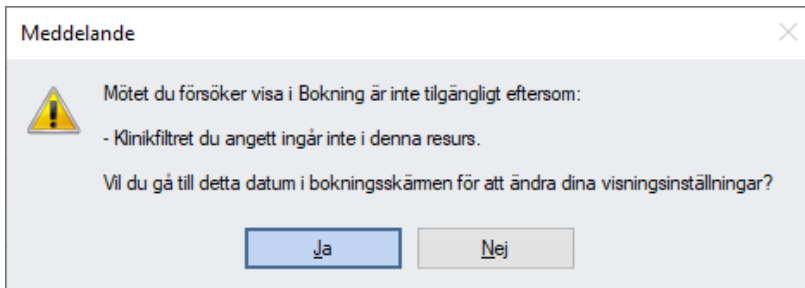 Meddelande
Mötet du försöker visa i Bokning är inte tillgängligt eftersom:
- Klinikfiltret du angett ingår inte i denna resurs.
Vil du gå till detta datum i bokningsskärmen för att ändra dina visningsinställningar?
Ja Nej